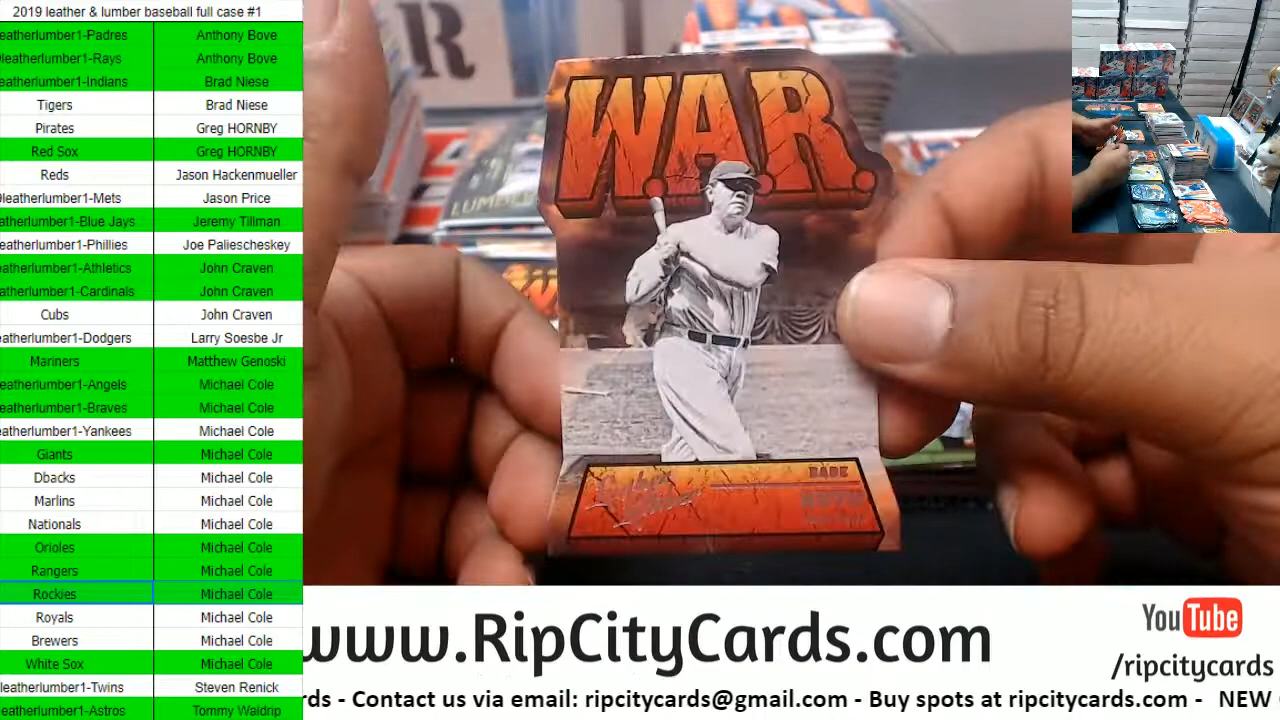 2019 leather & lumber baseball full case #1
eatherlumber1-Padres Anthony Bove
leatherlumber1-Rays Anthony Bove
eatherlumber1-Indians Brad Niese
Tigers Brad Niese
Pirates Greg HORNBY
Red Sox Greg HORNBY
Reds Jason Hackenmueller
9leatherlumber1-Mets Jason Price
atherlumber1-Blue Jays Jeremy Tillman
eatherlumber1-Phillies Joe Paliescheskey
eatherlumber1-Athletics John Craven
atherlumber1-Cardinals John Craven
Cubs John Craven
eatherlumber1-Dodgers Larry Soesbe Jr
Mariners Matthew Genoski
eatherlumber1-Angels Michael Cole
eatherlumber1-Braves Michael Cole
eatherlumber1-Yankees Michael Cole
Giants Michael Cole
Dbacks Michael Cole
Marlins Michael Cole
Nationals Michael Cole
Orioles Michael Cole
Rangers Michael Cole
Rockies Michael Cole
Royals Michael Cole
Brewers Michael Cole
White Sox Michael Cole
leatherlumber1-Twins Steven Renick
leatherlumber1-Astros Tommy Waldrip
W.A.R.
BABE
RUTH
www.RipCityCards.com
YouTube
/ripcitycards
rds - Contact us via email: ripcitycards@gmail.com - Buy spots at ripcitycards.com - NEW